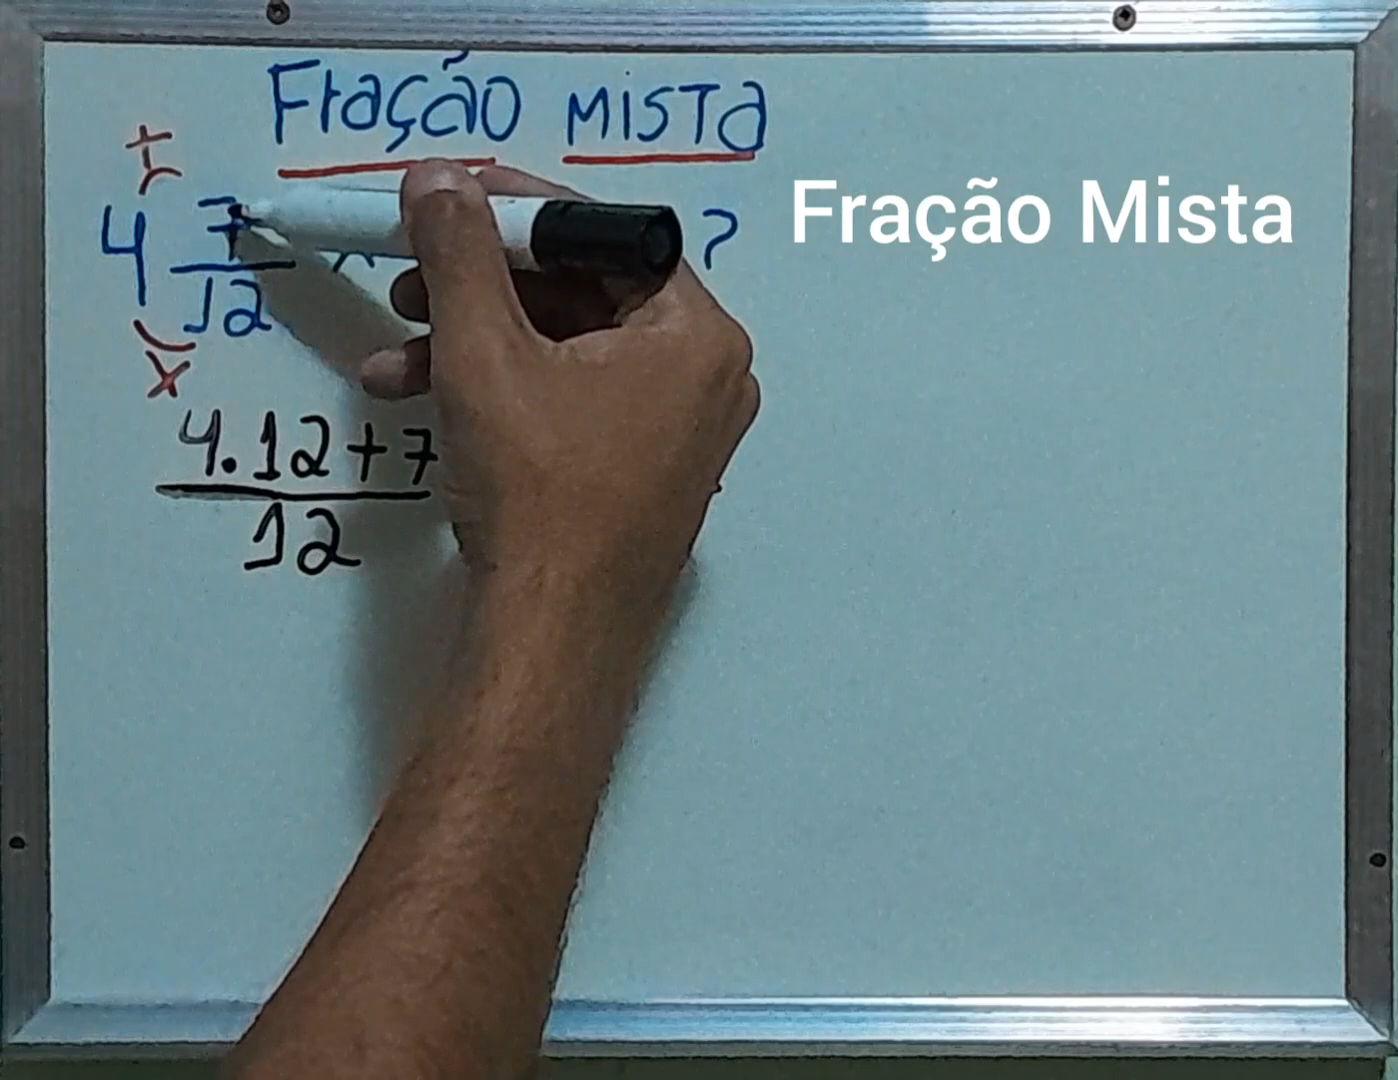 Fração mista
Fração Mista
+
4 7/12 ?
x
4.12+7
12